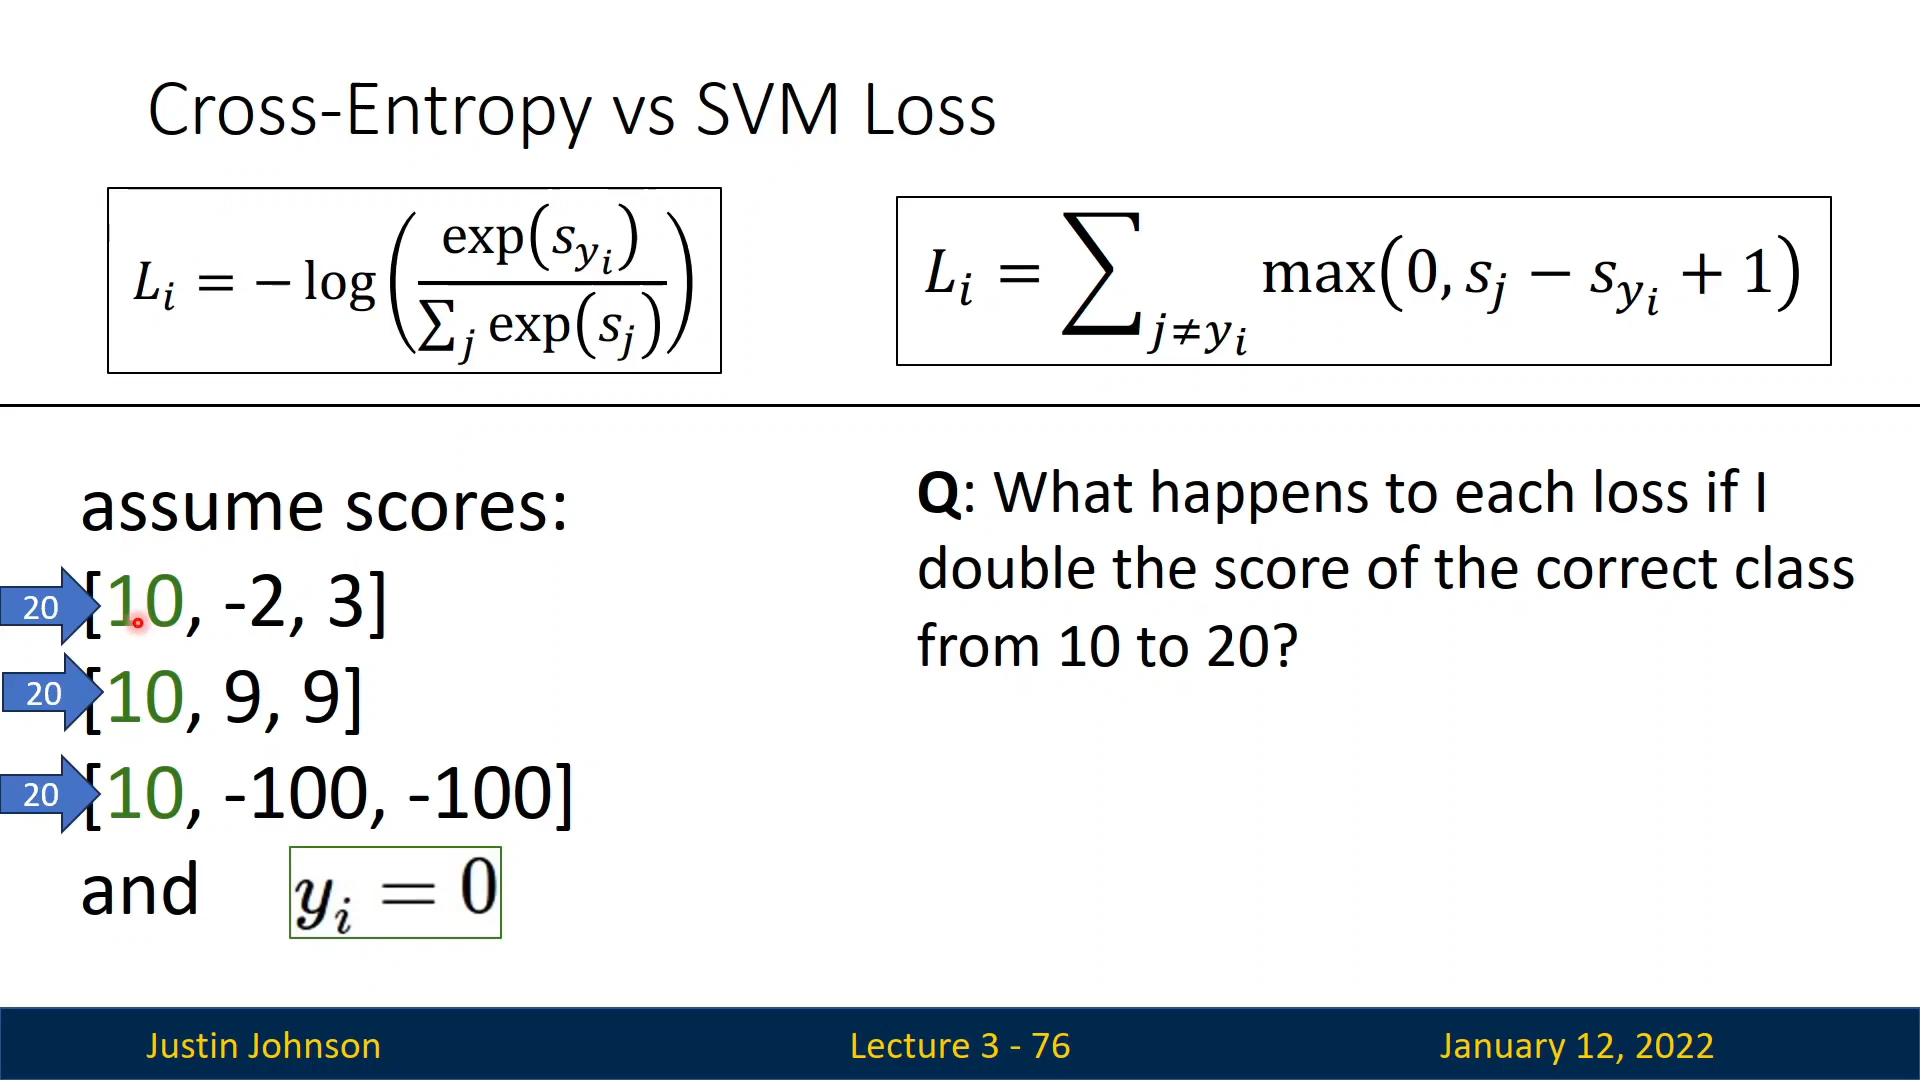 Cross-Entropy vs SVM Loss
L_i = − log( exp(s_{y_i}) / ∑_j exp(s_j) )
L_i = ∑_{j≠y_i} max(0, s_j − s_{y_i} + 1)
assume scores:
20 [10, -2, 3]
20 [10, 9, 9]
20 [10, -100, -100]
and y_i = 0
Q: What happens to each loss if I
double the score of the correct class
from 10 to 20?
Justin Johnson
Lecture 3 - 76
January 12, 2022